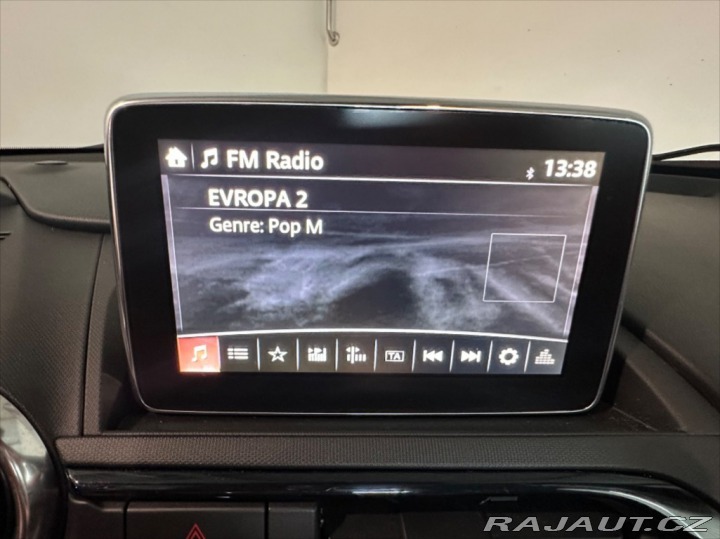 FM Radio
13:38
EVROPA 2
Genre: Pop M
TA
RAJAUT.CZ